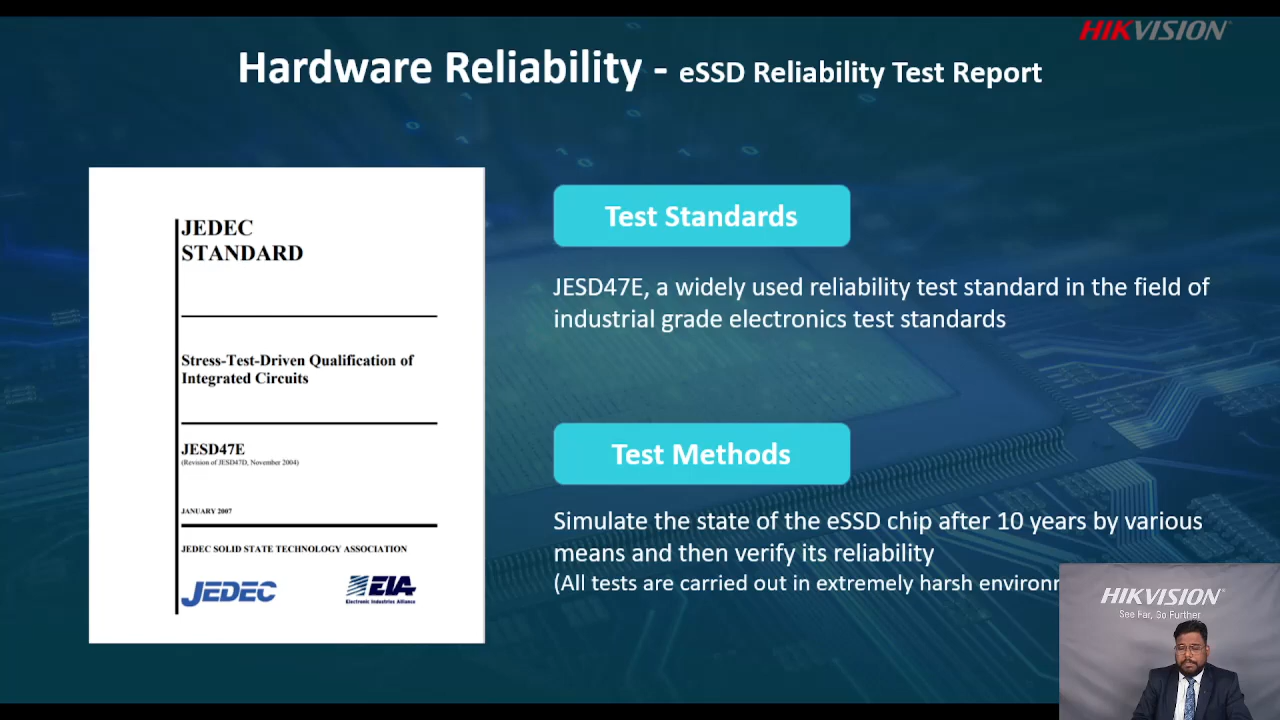 HIKVISION
Hardware Reliability - eSSD Reliability Test Report
JEDEC
STANDARD
Stress-Test-Driven Qualification of
Integrated Circuits
JESD47E
(Revision of JESD47D, November 2004)
JANUARY 2007
JEDEC SOLID STATE TECHNOLOGY ASSOCIATION
JEDEC
EIA
Electronic Industries Alliance
Test Standards
JESD47E, a widely used reliability test standard in the field of
industrial grade electronics test standards
Test Methods
Simulate the state of the eSSD chip after 10 years by various
means and then verify its reliability
(All tests are carried out in extremely harsh environ
HIKVISION
See Far, Go Further